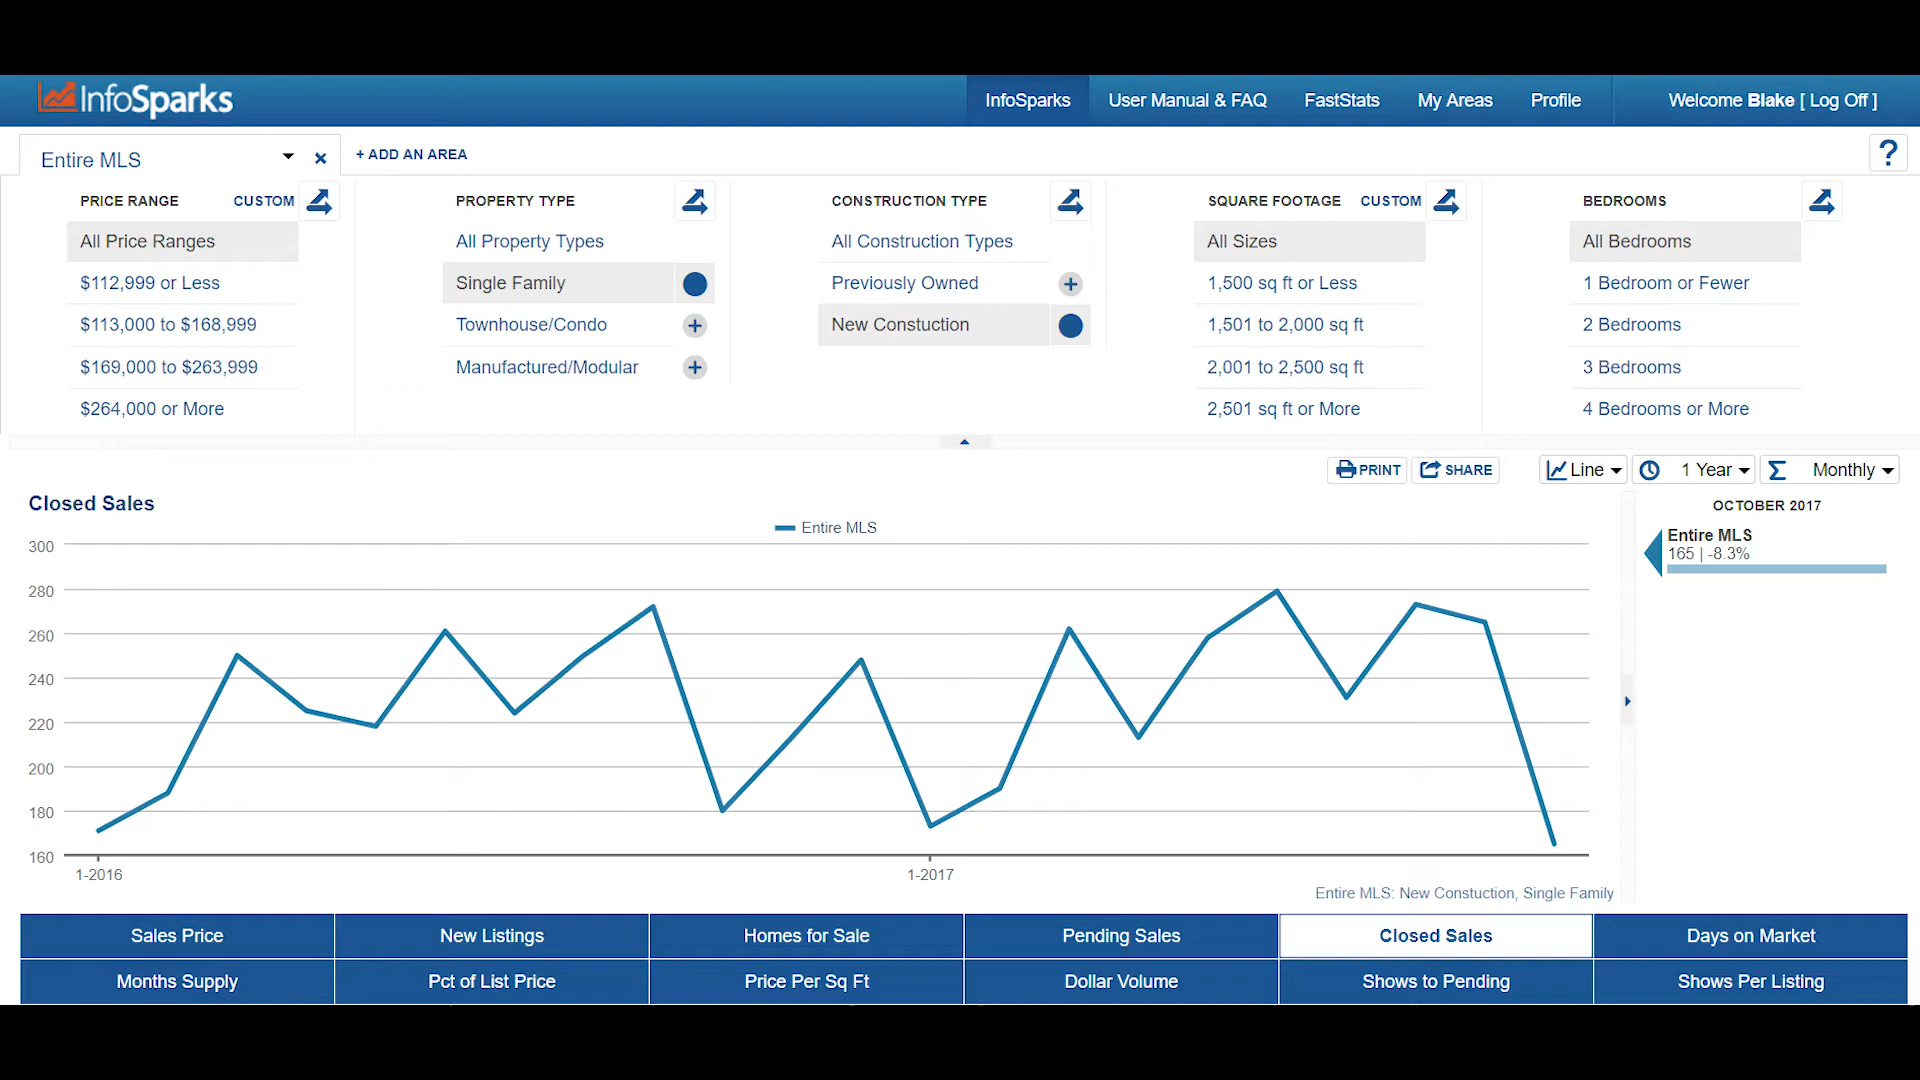 InfoSparks
InfoSparks User Manual & FAQ FastStats My Areas Profile Welcome Blake [ Log Off ]
Entire MLS × + ADD AN AREA ?
PRICE RANGE CUSTOM
All Price Ranges
$112,999 or Less
$113,000 to $168,999
$169,000 to $263,999
$264,000 or More
PROPERTY TYPE
All Property Types
Single Family
Townhouse/Condo +
Manufactured/Modular +
CONSTRUCTION TYPE
All Construction Types
Previously Owned +
New Constuction
SQUARE FOOTAGE CUSTOM
All Sizes
1,500 sq ft or Less
1,501 to 2,000 sq ft
2,001 to 2,500 sq ft
2,501 sq ft or More
BEDROOMS
All Bedrooms
1 Bedroom or Fewer
2 Bedrooms
3 Bedrooms
4 Bedrooms or More
PRINT SHARE Line 1 Year Σ Monthly
Closed Sales
Entire MLS
300
280
260
240
220
200
180
160
1-2016 1-2017
Entire MLS: New Constuction, Single Family
OCTOBER 2017
Entire MLS
165 | -8.3%
Sales Price New Listings Homes for Sale Pending Sales Closed Sales Days on Market
Months Supply Pct of List Price Price Per Sq Ft Dollar Volume Shows to Pending Shows Per Listing